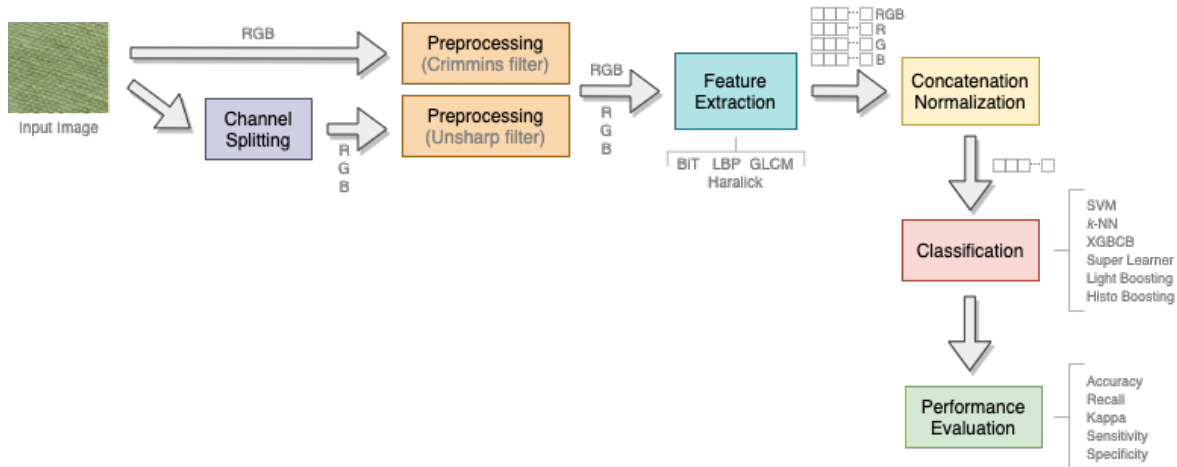 RGB
Input Image
Channel
Splitting
R
G
B
Preprocessing
(Crimmins filter)
Preprocessing
(Unsharp filter)
RGB
R
G
B
Feature
Extraction
BiT LBP GLCM
Haralick
RGB
R
G
B
Concatenation
Normalization
Classification
SVM
k-NN
XGBCB
Super Learner
Light Boosting
Histo Boosting
Performance
Evaluation
Accuracy
Recall
Kappa
Sensitivity
Specificity